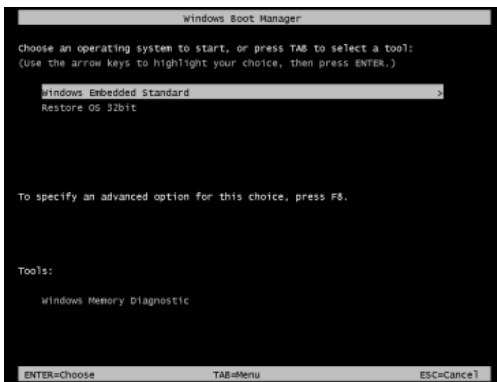 Windows Boot Manager
Choose an operating system to start, or press TAB to select a tool:
(Use the arrow keys to highlight your choice, then press ENTER.)
Windows Embedded Standard >
Restore OS 32bit
To specify an advanced option for this choice, press F8.
Tools:
Windows Memory Diagnostic
ENTER=Choose TAB=Menu ESC=Cancel